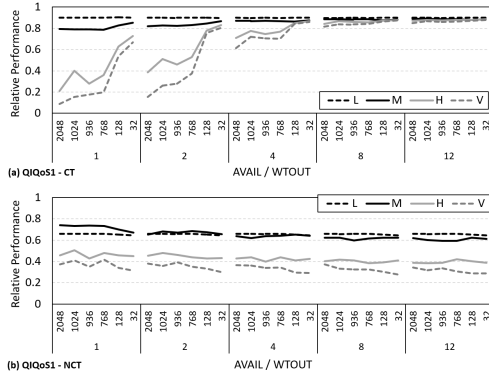 Relative Performance
1
0.8
0.6
0.4
0.2
0
L M H V
2048 1024 936 768 128 32 2048 1024 936 768 128 32 2048 1024 936 768 128 32 2048 1024 936 768 128 32 2048 1024 936 768 128 32
1 2 4 8 12
(a) QIQoS1 - CT AVAIL / WTOUT
Relative Performance
1
0.8
0.6
0.4
0.2
0
L M H V
2048 1024 936 768 128 32 2048 1024 936 768 128 32 2048 1024 936 768 128 32 2048 1024 936 768 128 32 2048 1024 936 768 128 32
1 2 4 8 12
(b) QIQoS1 - NCT AVAIL / WTOUT